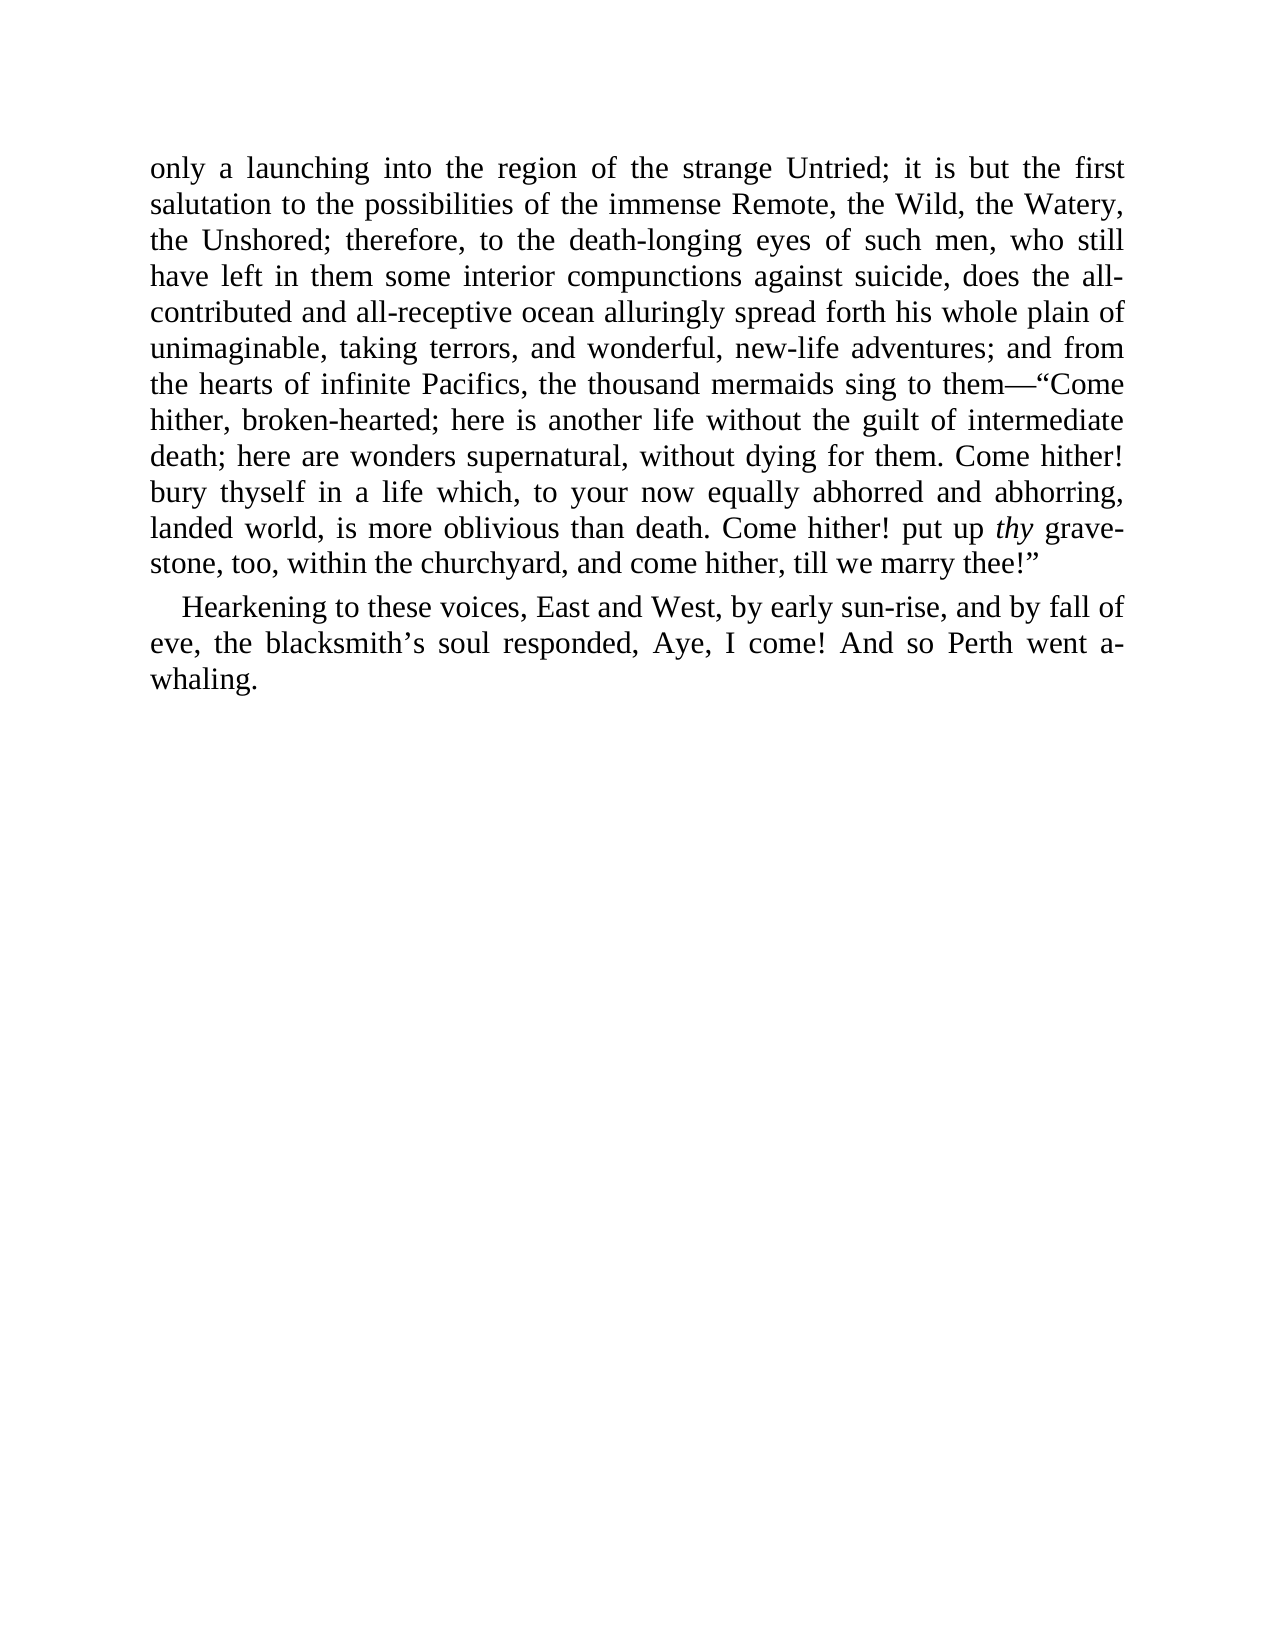 only a launching into the region of the strange Untried; it is but the first
salutation to the possibilities of the immense Remote, the Wild, the Watery,
the Unshored; therefore, to the death-longing eyes of such men, who still
have left in them some interior compunctions against suicide, does the all-
contributed and all-receptive ocean alluringly spread forth his whole plain of
unimaginable, taking terrors, and wonderful, new-life adventures; and from
the hearts of infinite Pacifics, the thousand mermaids sing to them—“Come
hither, broken-hearted; here is another life without the guilt of intermediate
death; here are wonders supernatural, without dying for them. Come hither!
bury thyself in a life which, to your now equally abhorred and abhorring,
landed world, is more oblivious than death. Come hither! put up thy grave-
stone, too, within the churchyard, and come hither, till we marry thee!”
Hearkening to these voices, East and West, by early sun-rise, and by fall of
eve, the blacksmith’s soul responded, Aye, I come! And so Perth went a-
whaling.